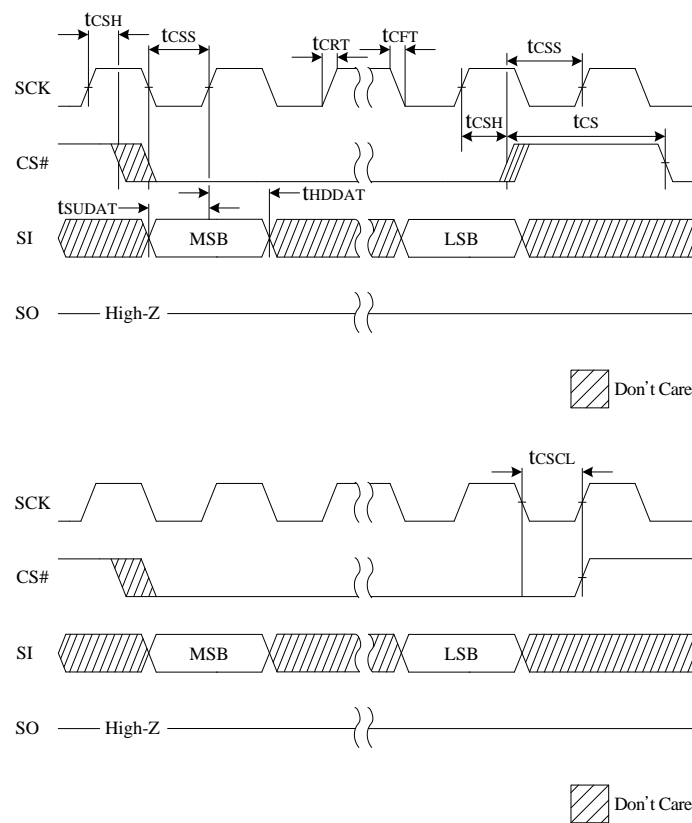 tCSH tCSS tCRT tCFT tCSS
SCK
tCSH tCS
CS#
tSUDAT tHDDAT
SI MSB LSB
SO High-Z
Don't Care
tCSCL
SCK
CS#
SI MSB LSB
SO High-Z
Don't Care